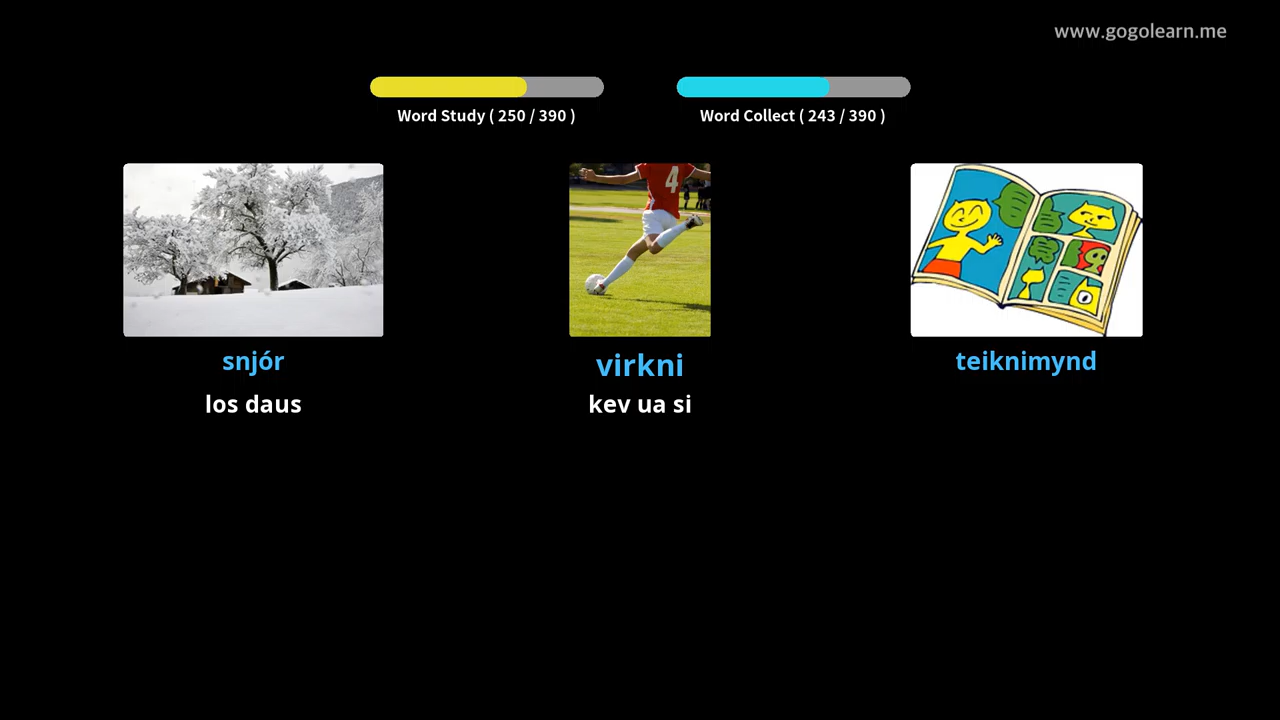 www.gogolearn.me
Word Study ( 250 / 390 )
Word Collect ( 243 / 390 )
snjór
virkni
teiknimynd
los daus
kev ua si
4